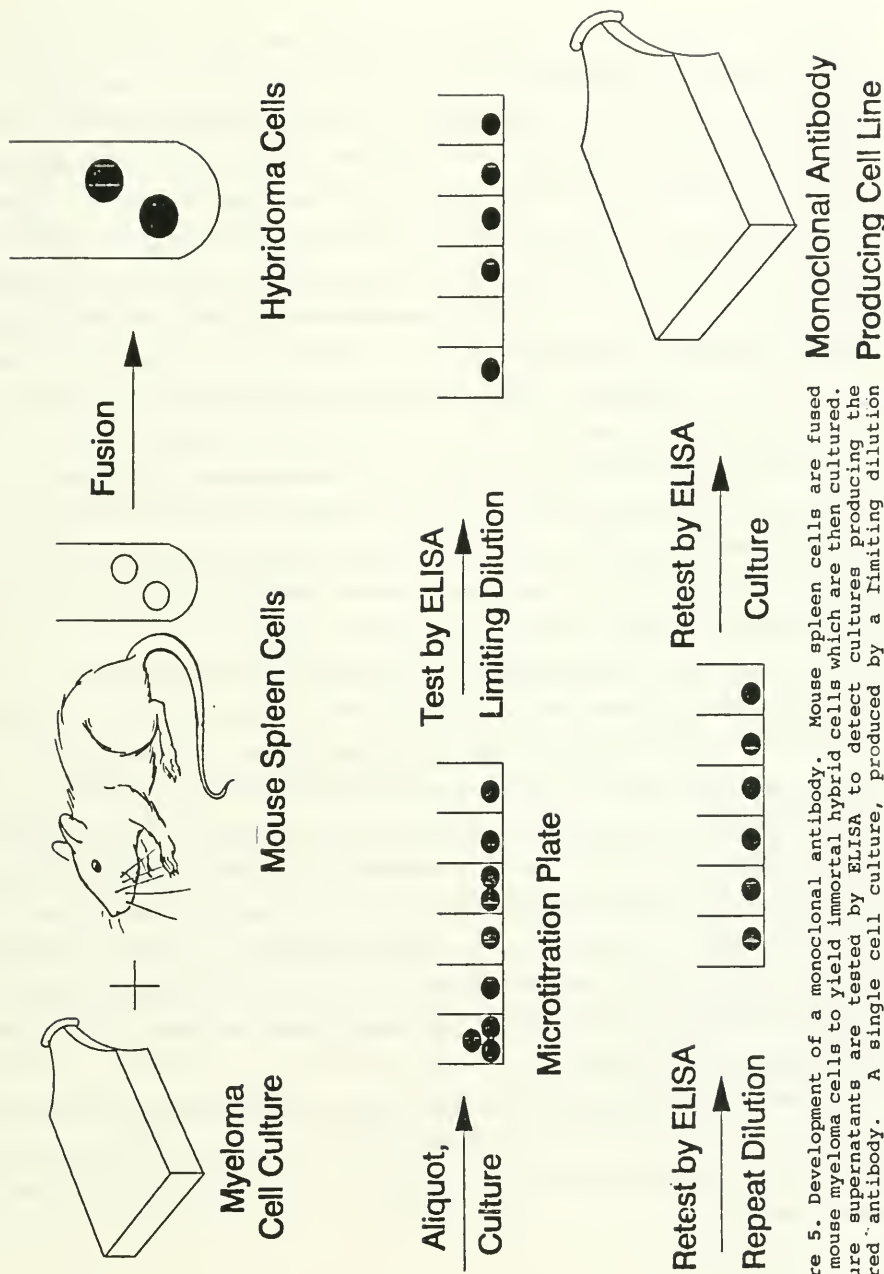 Myeloma
Cell Culture
Mouse Spleen Cells
Fusion
Hybridoma Cells
Aliquot,
Culture
Microtitration Plate
Test by ELISA
Limiting Dilution
Retest by ELISA
Repeat Dilution
Retest by ELISA
Culture
Monoclonal Antibody
Producing Cell Line
re 5. Development of a monoclonal antibody. Mouse spleen cells are fused
mouse myeloma cells to yield immortal hybrid cells which are then cultured.
ure supernatants are tested by ELISA to detect cultures producing the
red antibody. A single cell culture, produced by a limiting dilution